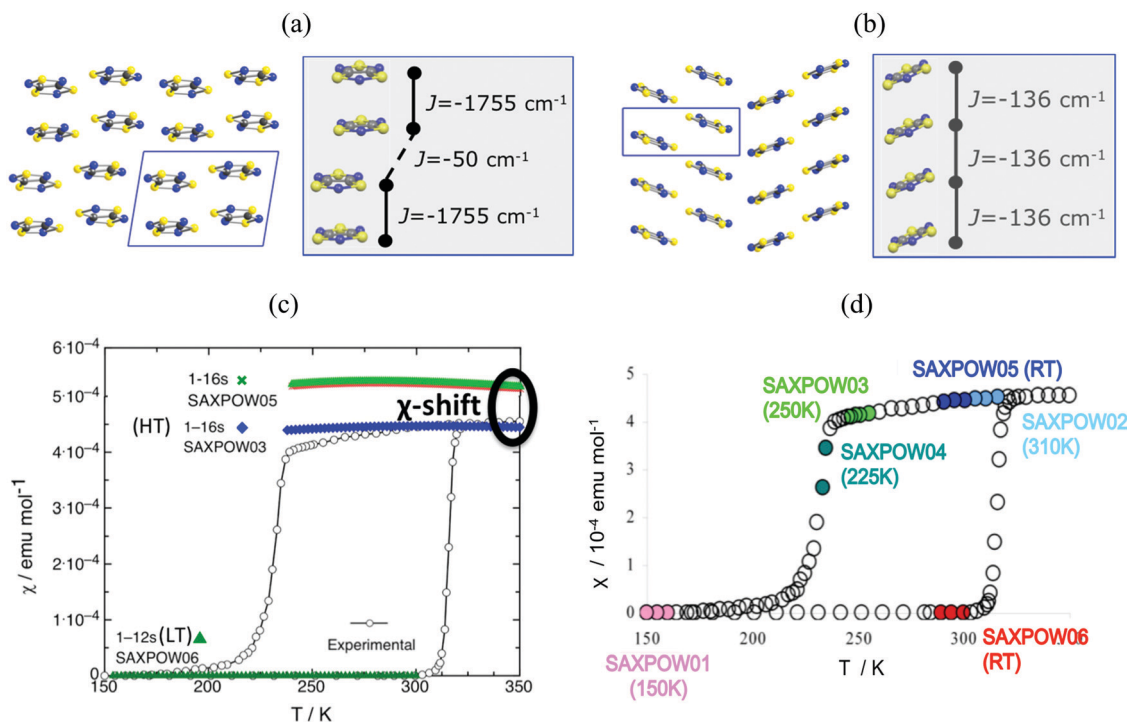 (a)
(b)
J=-1755 cm⁻¹
J=-50 cm⁻¹
J=-1755 cm⁻¹
J=-136 cm⁻¹
J=-136 cm⁻¹
J=-136 cm⁻¹
(c)
6·10⁻⁴
5·10⁻⁴
4·10⁻⁴
3·10⁻⁴
2·10⁻⁴
1·10⁻⁴
0
χ / emu mol⁻¹
1-16s
SAXPOW05
χ-shift
(HT)
1-16s
SAXPOW03
1–12s (LT)
SAXPOW06
Experimental
150
200
250
300
350
T / K
(d)
5
4
3
2
1
0
χ / 10⁻⁴ emu mol⁻¹
SAXPOW05 (RT)
SAXPOW03
(250K)
SAXPOW02
(310K)
SAXPOW04
(225K)
150
200
250
300
SAXPOW06
(RT)
SAXPOW01
(150K)
T / K